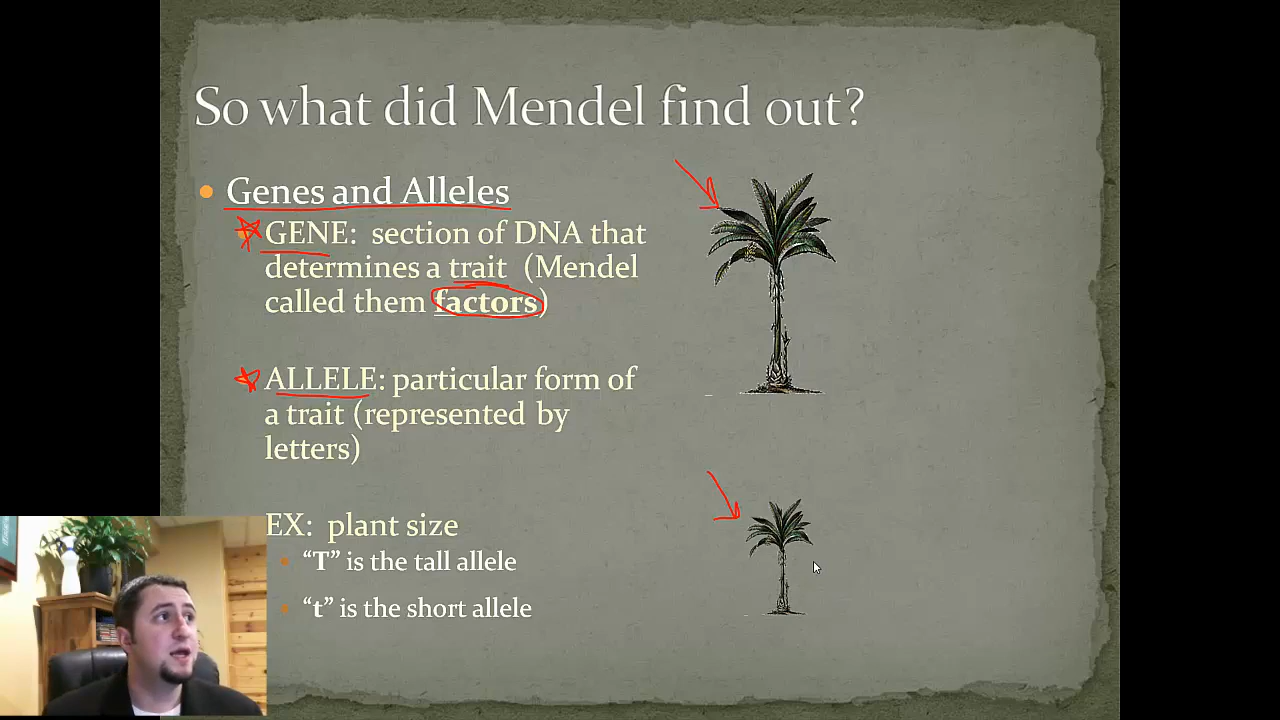 So what did Mendel find out?
Genes and Alleles
GENE: section of DNA that
determines a trait (Mendel
called them factors)
ALLELE: particular form of
a trait (represented by
letters)
EX: plant size
“T” is the tall allele
“t” is the short allele